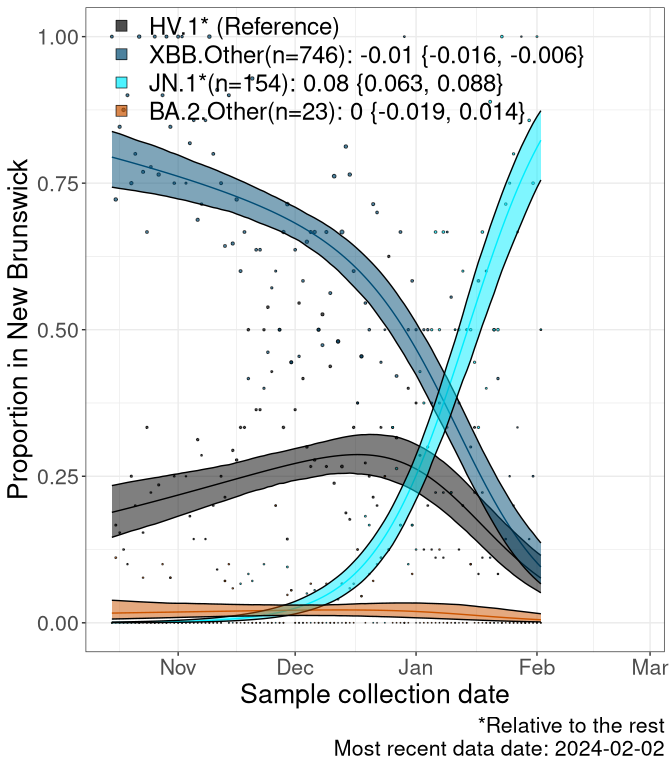 HV.1* (Reference)
XBB.Other(n=746): -0.01 {-0.016, -0.006}
JN.1*(n=154): 0.08 {0.063, 0.088}
BA.2.Other(n=23): 0 {-0.019, 0.014}
Proportion in New Brunswick
1.00
0.75
0.50
0.25
0.00
Nov Dec Jan Feb Mar
Sample collection date
*Relative to the rest
Most recent data date: 2024-02-02